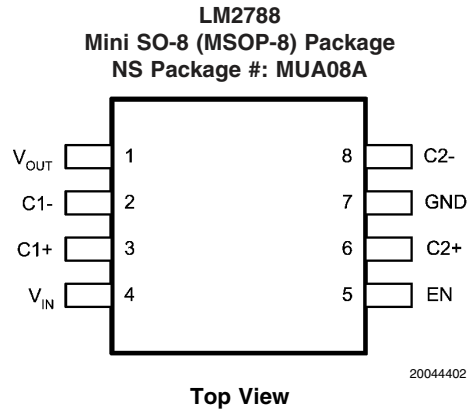 LM2788
Mini SO-8 (MSOP-8) Package
NS Package #: MUA08A
VOUT 1 8 C2-
C1- 2 7 GND
C1+ 3 6 C2+
VIN 4 5 EN
20044402
Top View